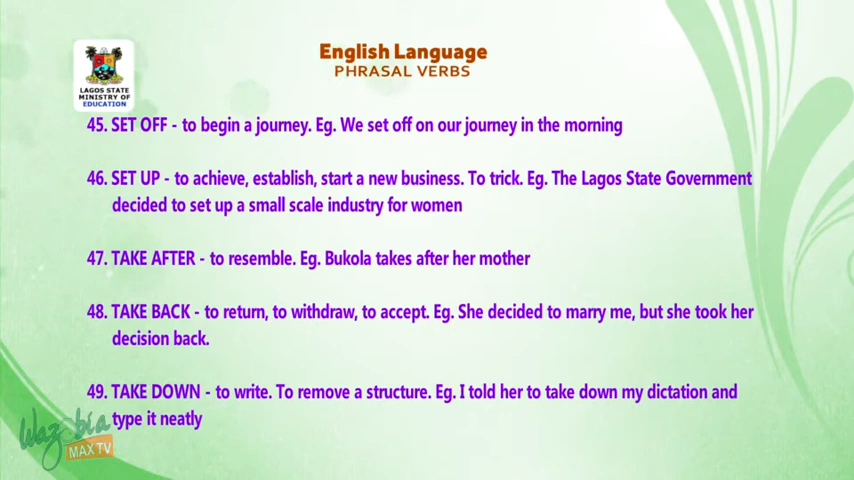 English Language
PHRASAL VERBS
LAGOS STATE
MINISTRY OF
EDUCATION
45. SET OFF - to begin a journey. Eg. We set off on our journey in the morning
46. SET UP - to achieve, establish, start a new business. To trick. Eg. The Lagos State Government
decided to set up a small scale industry for women
47. TAKE AFTER - to resemble. Eg. Bukola takes after her mother
48. TAKE BACK - to return, to withdraw, to accept. Eg. She decided to marry me, but she took her
decision back.
49. TAKE DOWN - to write. To remove a structure. Eg. I told her to take down my dictation and
type it neatly
Wazobia
MAX TV